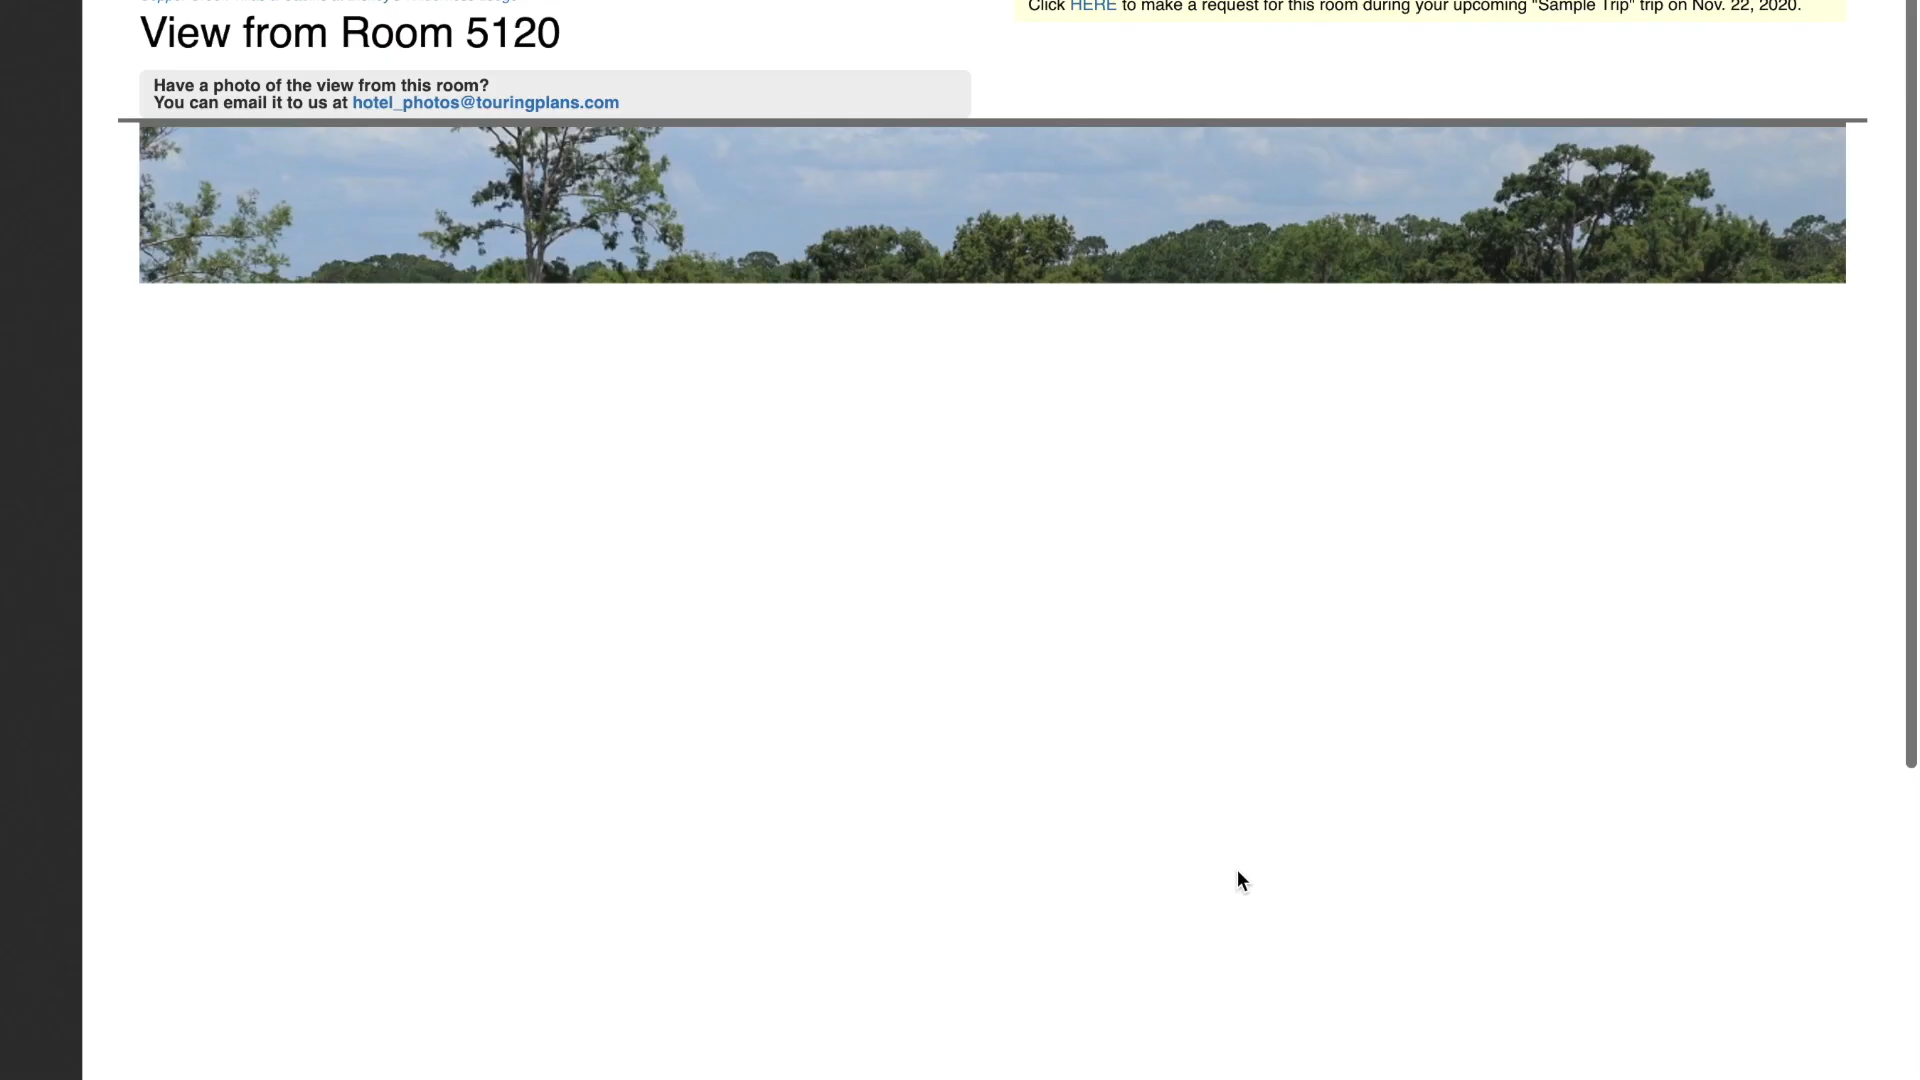 Click HERE to make a request for this room during your upcoming "Sample Trip" trip on Nov. 22, 2020.
View from Room 5120
Have a photo of the view from this room?
You can email it to us at hotel_photos@touringplans.com